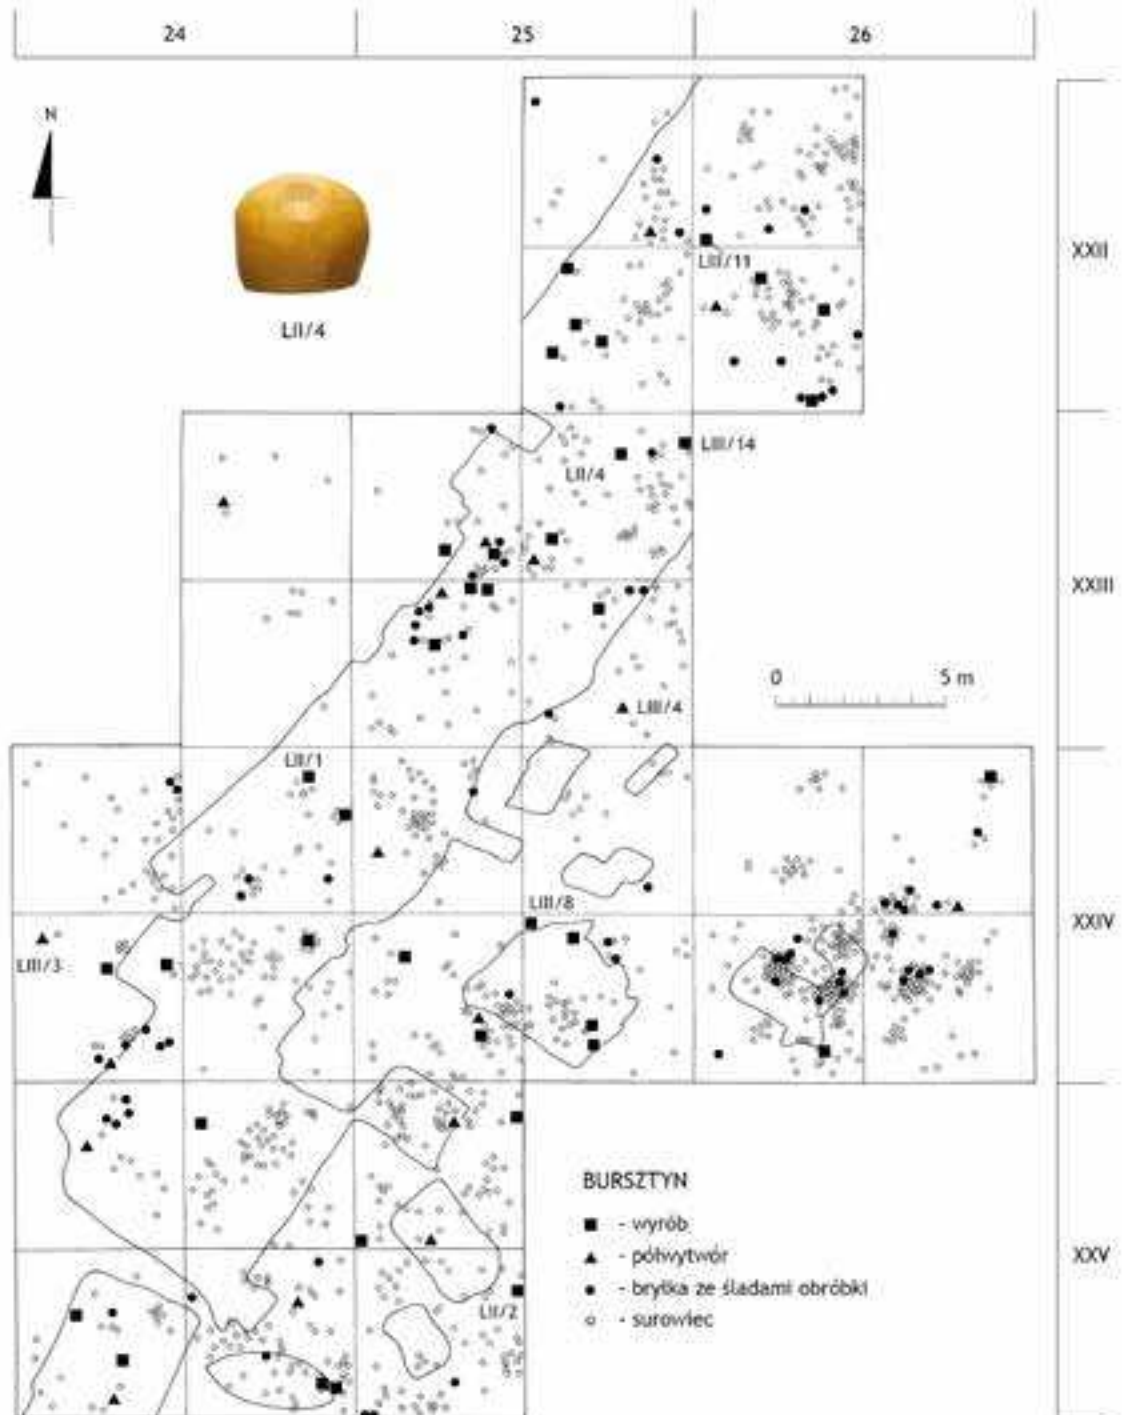 24 25 26
N
XXII
LIII/11
LII/4
LII/4
LIII/14
XXIII
0 5 m
LIII/4
LII/1
LIII/8
XXIV
LIII/3
BURSZTYN
- wyrób
- półwytwór
- bryłka ze śladami obróbki
- surowiec
XXV
LII/2